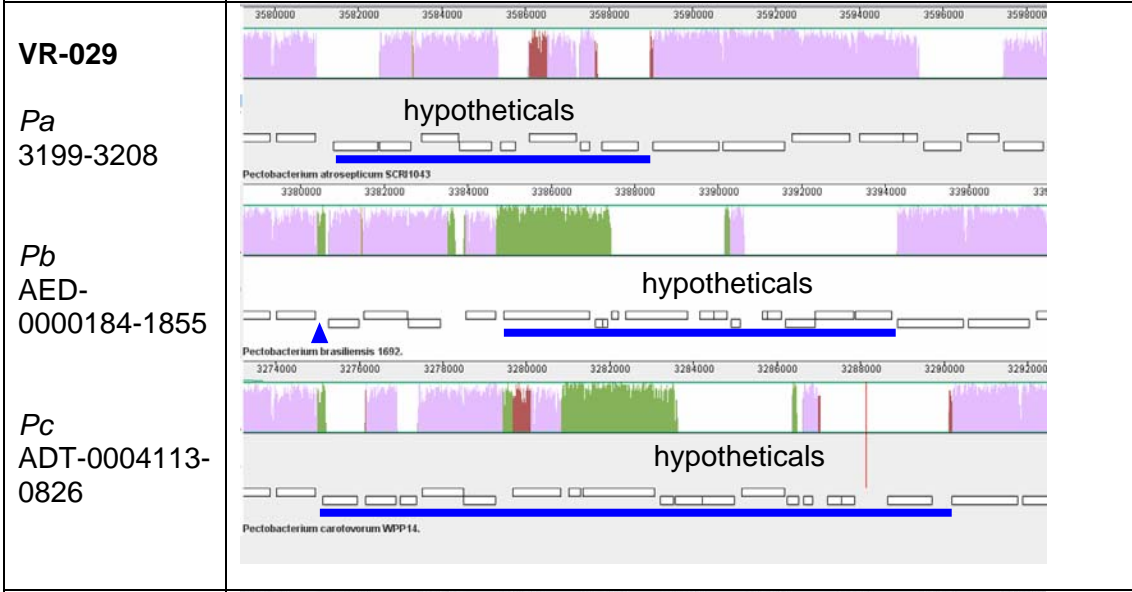 VR-029
Pa
3199-3208
3580000 3582000 3584000 3586000 3588000 3590000 3592000 3594000 3596000 3598000
hypotheticals
Pectobacterium atrosepticum SCRI1043
Pb
AED-
0000184-1855
3380000 3382000 3384000 3386000 3388000 3390000 3392000 3394000 3396000
hypotheticals
Pectobacterium brasiliensis 1692.
Pc
ADT-0004113-
0826
3274000 3276000 3278000 3280000 3282000 3284000 3286000 3288000 3290000 3292000
hypotheticals
Pectobacterium carotovorum WPP14.